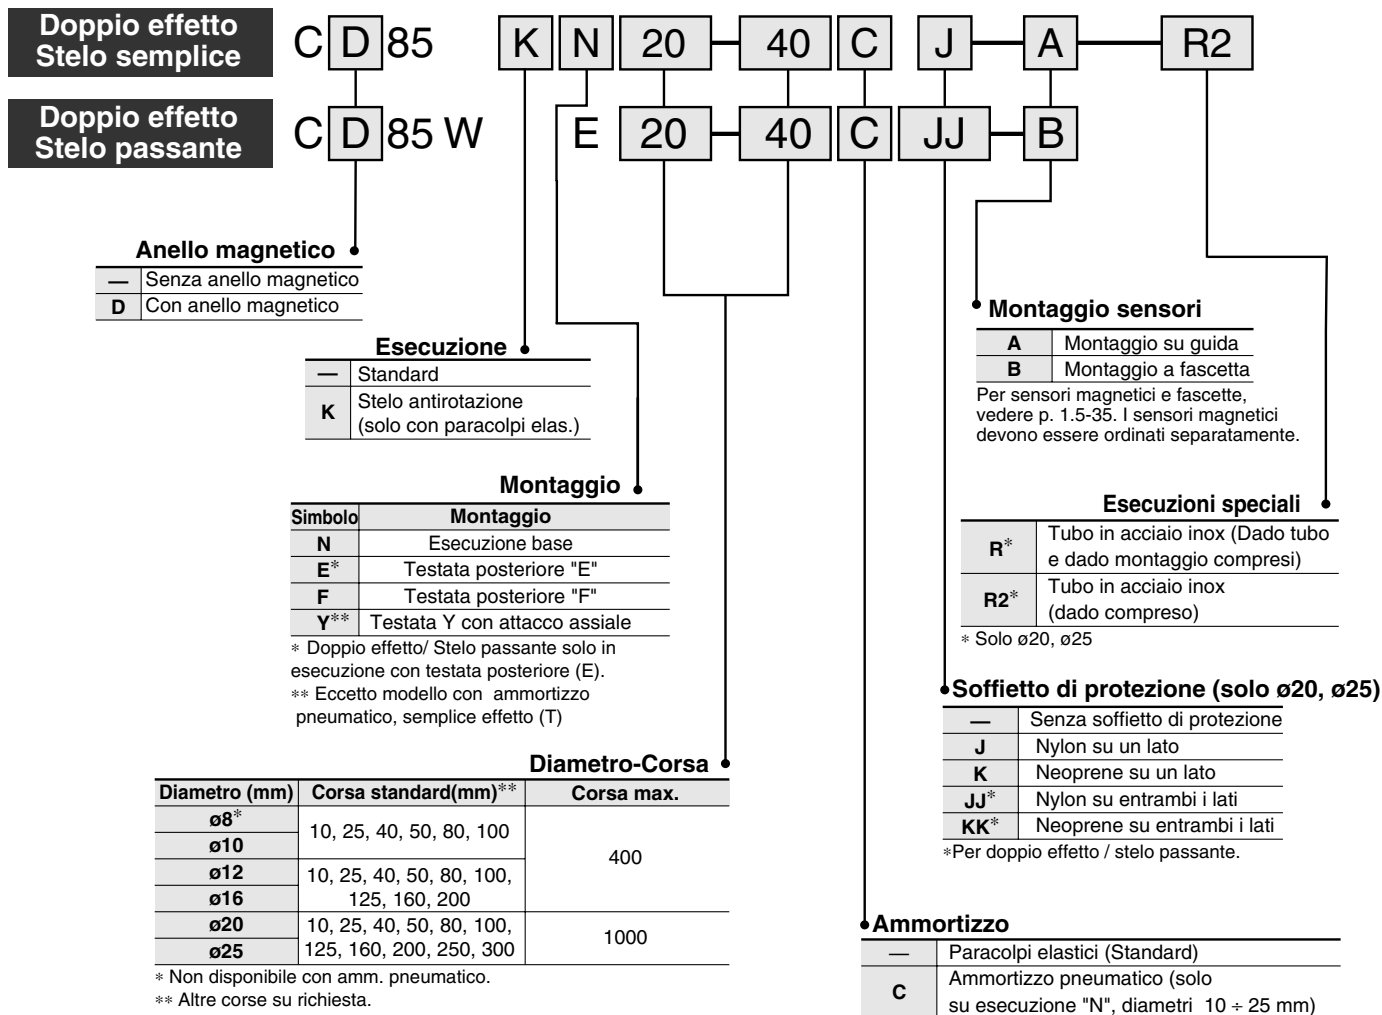 Doppio effetto
Stelo semplice
C D 85 K N 20 - 40 C J - A - R2
Doppio effetto
Stelo passante
C D 85 W E 20 - 40 C JJ - B
Anello magnetico
— Senza anello magnetico
D Con anello magnetico
Esecuzione
— Standard
K Stelo antirotazione
(solo con paracolpi elas.)
Montaggio
Simbolo Montaggio
N Esecuzione base
E* Testata posteriore "E"
F Testata posteriore "F"
Y** Testata Y con attacco assiale
* Doppio effetto/ Stelo passante solo in
esecuzione con testata posteriore (E).
** Eccetto modello con ammortizzo
pneumatico, semplice effetto (T)
Diametro-Corsa
Diametro (mm) Corsa standard(mm)** Corsa max.
ø8*
ø10
10, 25, 40, 50, 80, 100
ø12
ø16
10, 25, 40, 50, 80, 100,
125, 160, 200
400
ø20
ø25
10, 25, 40, 50, 80, 100,
125, 160, 200, 250, 300
1000
* Non disponibile con amm. pneumatico.
** Altre corse su richiesta.
Montaggio sensori
A Montaggio su guida
B Montaggio a fascetta
Per sensori magnetici e fascette,
vedere p. 1.5-35. I sensori magnetici
devono essere ordinati separatamente.
Esecuzioni speciali
R* Tubo in acciaio inox (Dado tubo
e dado montaggio compresi)
R2* Tubo in acciaio inox
(dado compreso)
* Solo ø20, ø25
Soffietto di protezione (solo ø20, ø25)
— Senza soffietto di protezione
J Nylon su un lato
K Neoprene su un lato
JJ* Nylon su entrambi i lati
KK* Neoprene su entrambi i lati
*Per doppio effetto / stelo passante.
Ammortizzo
— Paracolpi elastici (Standard)
C Ammortizzo pneumatico (solo
su esecuzione "N", diametri 10 ÷ 25 mm)